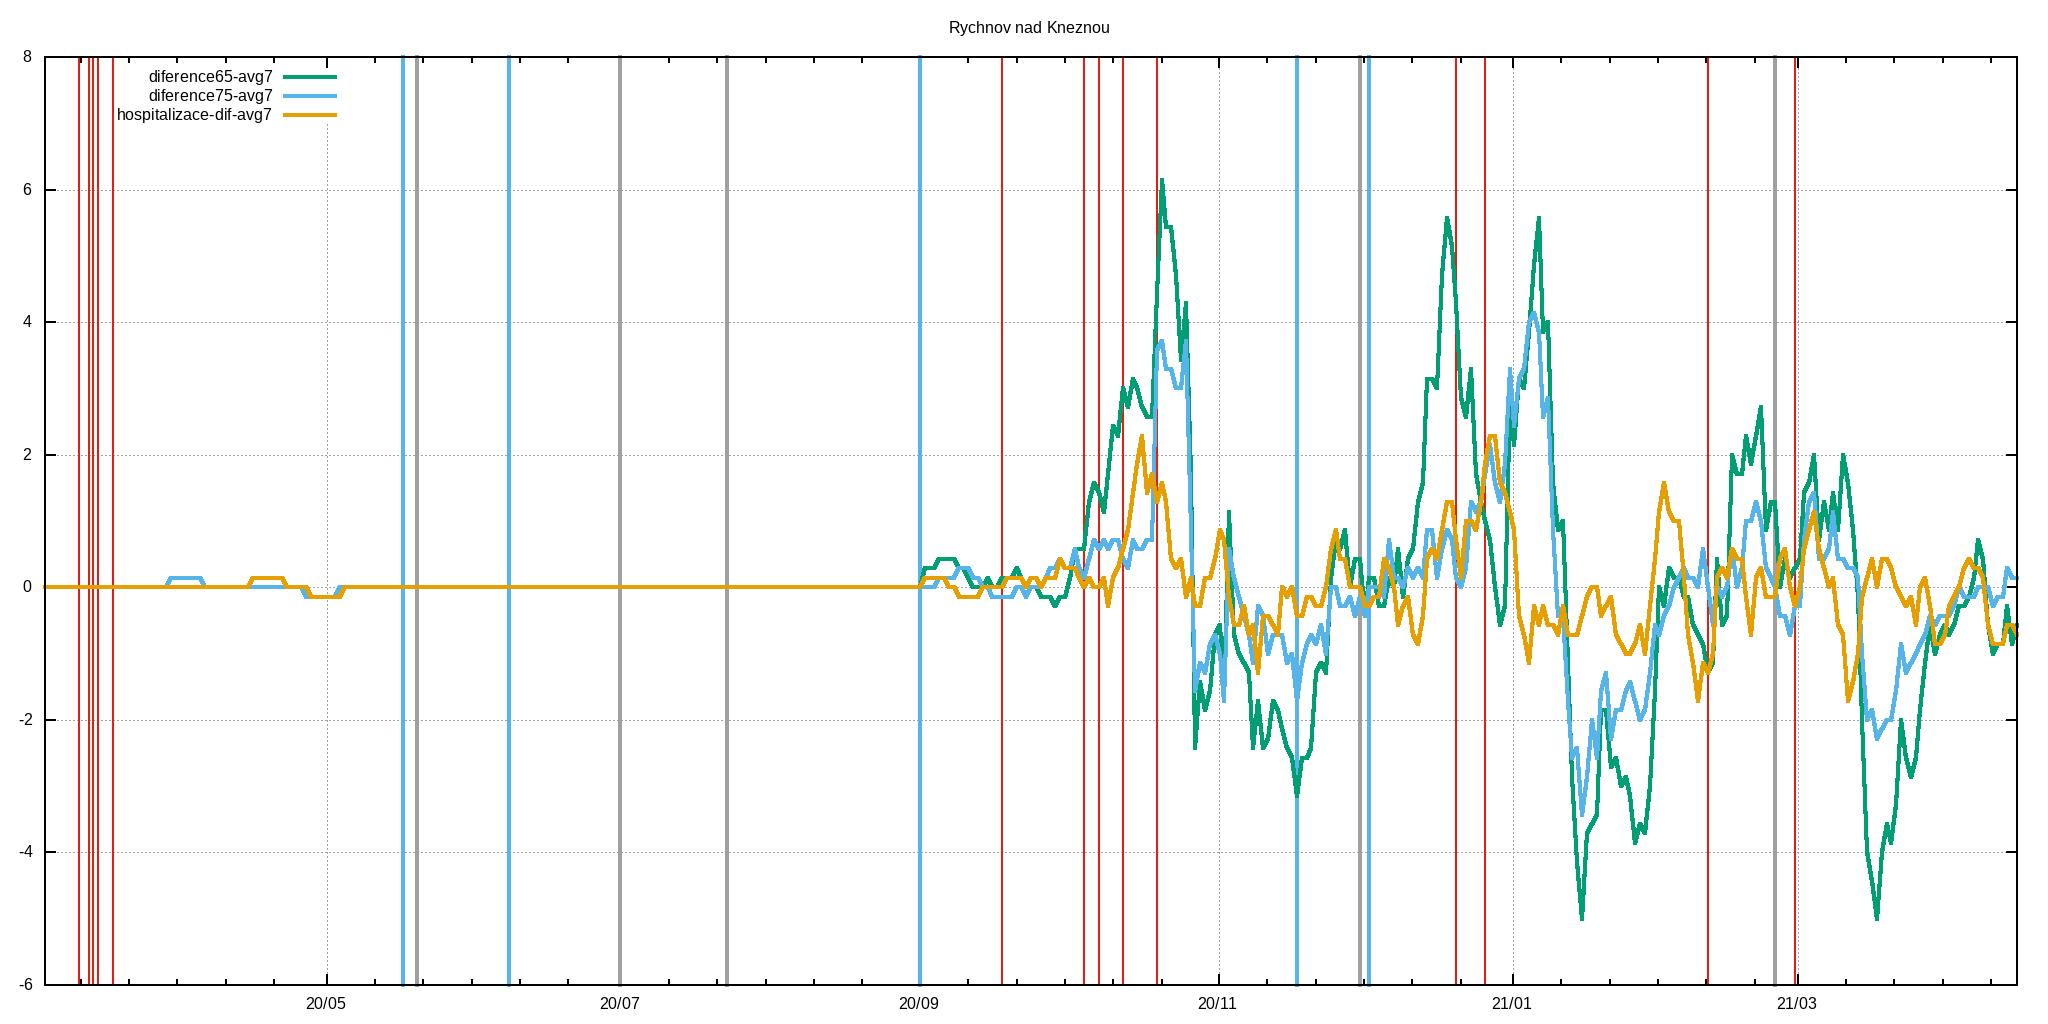 Rychnov nad Kneznou
diference65-avg7
diference75-avg7
hospitalizace-dif-avg7
8
6
4
2
0
-2
-4
-6
20/05 20/07 20/09 20/11 21/01 21/03